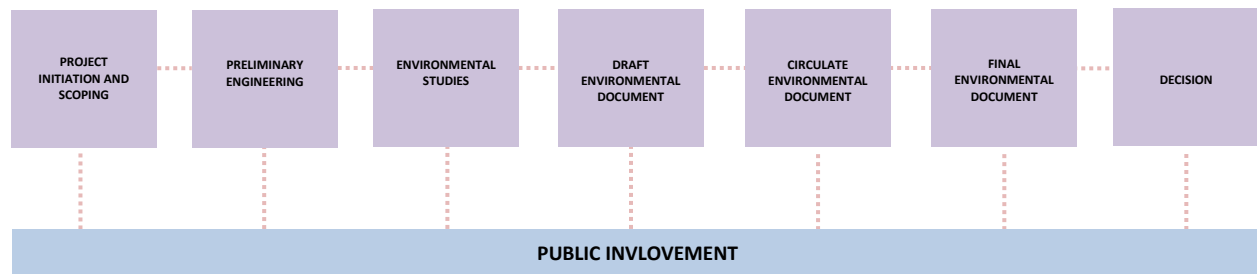 PROJECT
INITIATION AND
SCOPING
PRELIMINARY
ENGINEERING
ENVIRONMENTAL
STUDIES
DRAFT
ENVIRONMENTAL
DOCUMENT
CIRCULATE
ENVIRONMENTAL
DOCUMENT
FINAL
ENVIRONMENTAL
DOCUMENT
DECISION
PUBLIC INVLOVEMENT